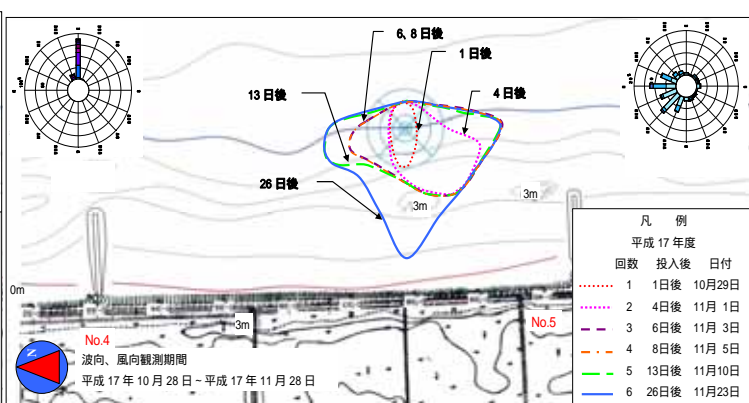 6、8 日後
1 日後
4 日後
13 日後
26 日後
3m
3m
0m
3m
No.4
No.5
N
波向、風向観測期間
平成 17 年 10 月 28 日 ~ 平成 17 年 11 月 28 日
凡 例
平成 17 年度
回数 投入後 日付
1 1日後 10月29日
2 4日後 11月 1日
3 6日後 11月 3日
4 8日後 11月 5日
5 13日後 11月10日
6 26日後 11月23日